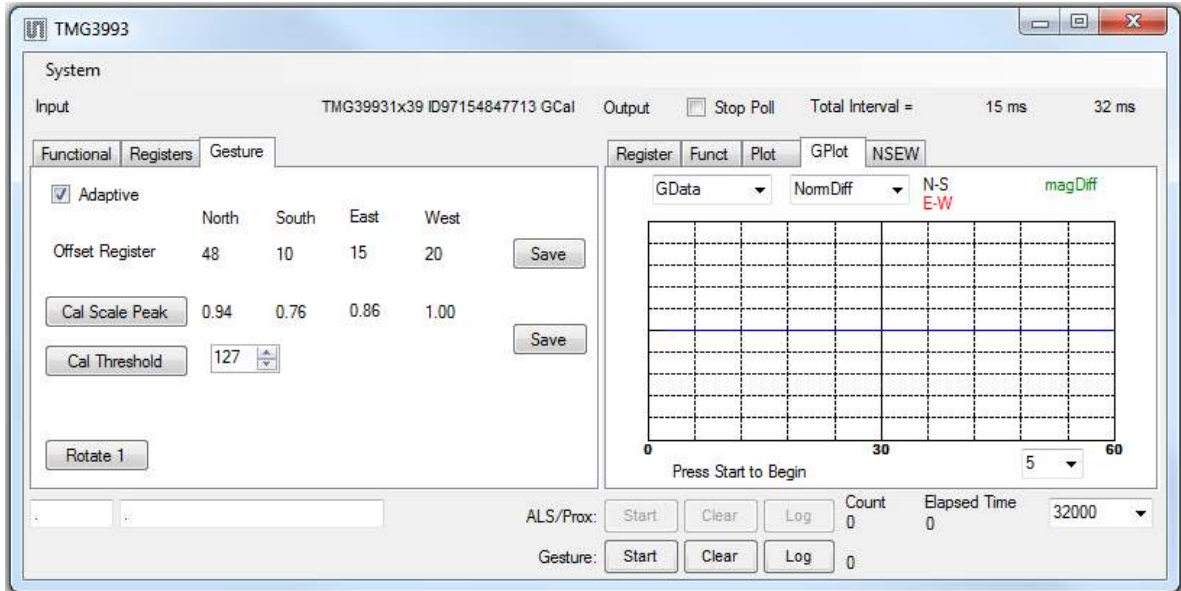 TMG3993
System
Input TMG39931x39 ID97154847713 GCal Output Stop Poll Total Interval = 15 ms 32 ms
Functional Registers Gesture
Adaptive
North South East West
Offset Register 48 10 15 20 Save
Cal Scale Peak 0.94 0.76 0.86 1.00
Save
Cal Threshold 127
Rotate 1
Register Funct Plot GPlot NSEW
GData NormDiff N-S magDiff
E-W
0 30 60
Press Start to Begin 5
. .
ALS/Prox: Start Clear Log Count 0 Elapsed Time 0 32000
Gesture: Start Clear Log 0